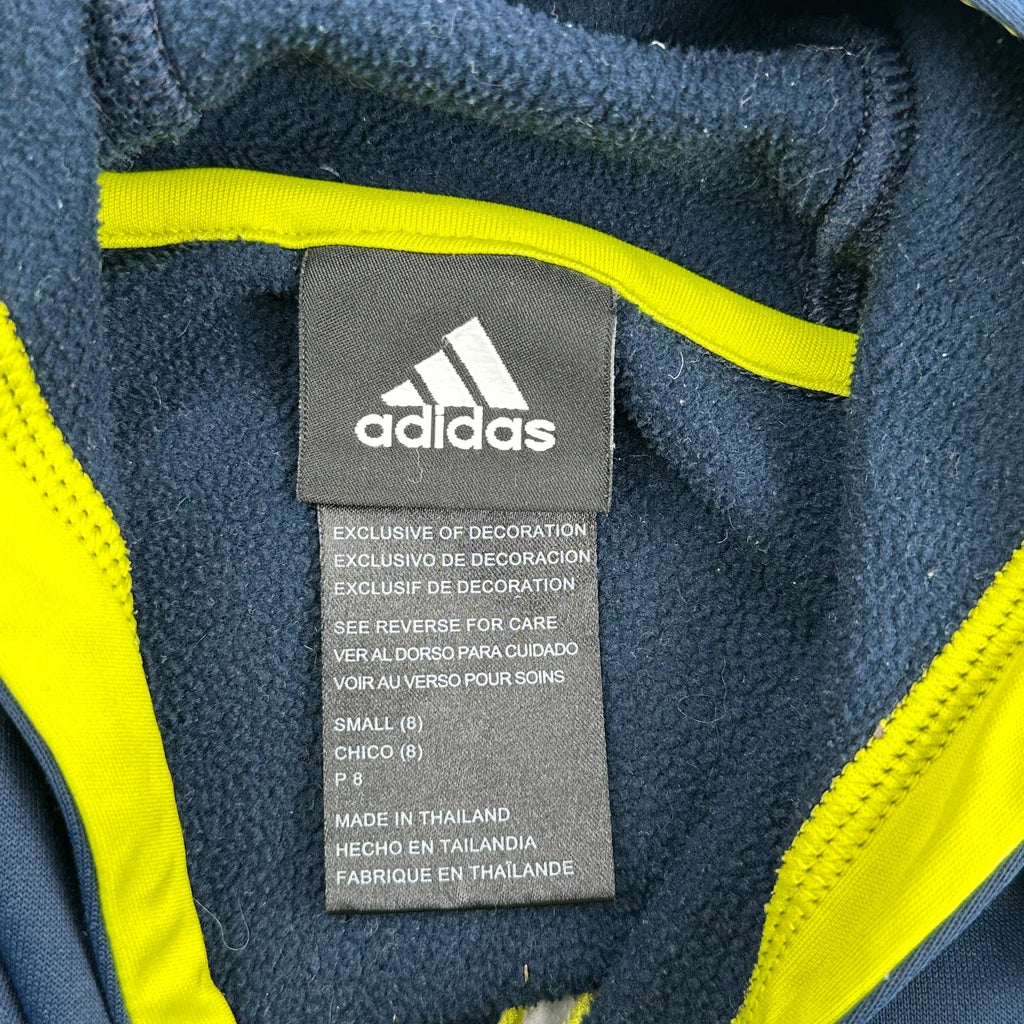 adidas
EXCLUSIVE OF DECORATION
EXCLUSIVO DE DECORACION
EXCLUSIF DE DECORATION
SEE REVERSE FOR CARE
VER AL DORSO PARA CUIDADO
VOIR AU VERSO POUR SOINS
SMALL (8)
CHICO (8)
P 8
MADE IN THAILAND
HECHO EN TAILANDIA
FABRIQUE EN THAÏLANDE